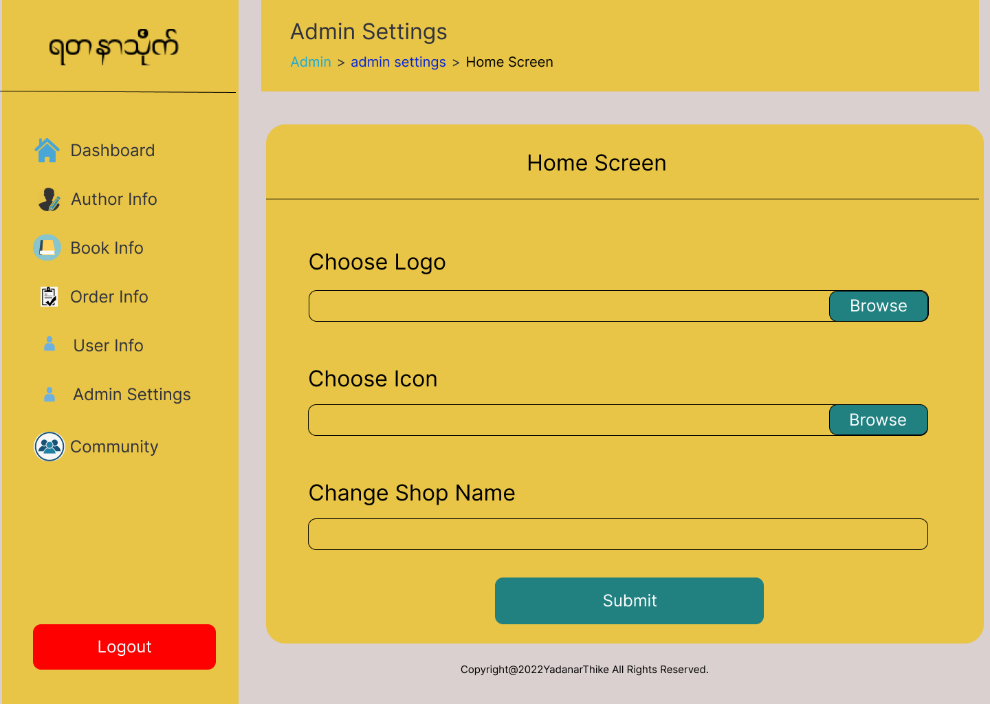 ရတနာသိုက်
Dashboard
Author Info
Book Info
Order Info
User Info
Admin Settings
Community
Logout
Admin Settings
Admin > admin settings > Home Screen
Home Screen
Choose Logo
Browse
Choose Icon
Browse
Change Shop Name
Submit
Copyright@2022YadanarThike All Rights Reserved.